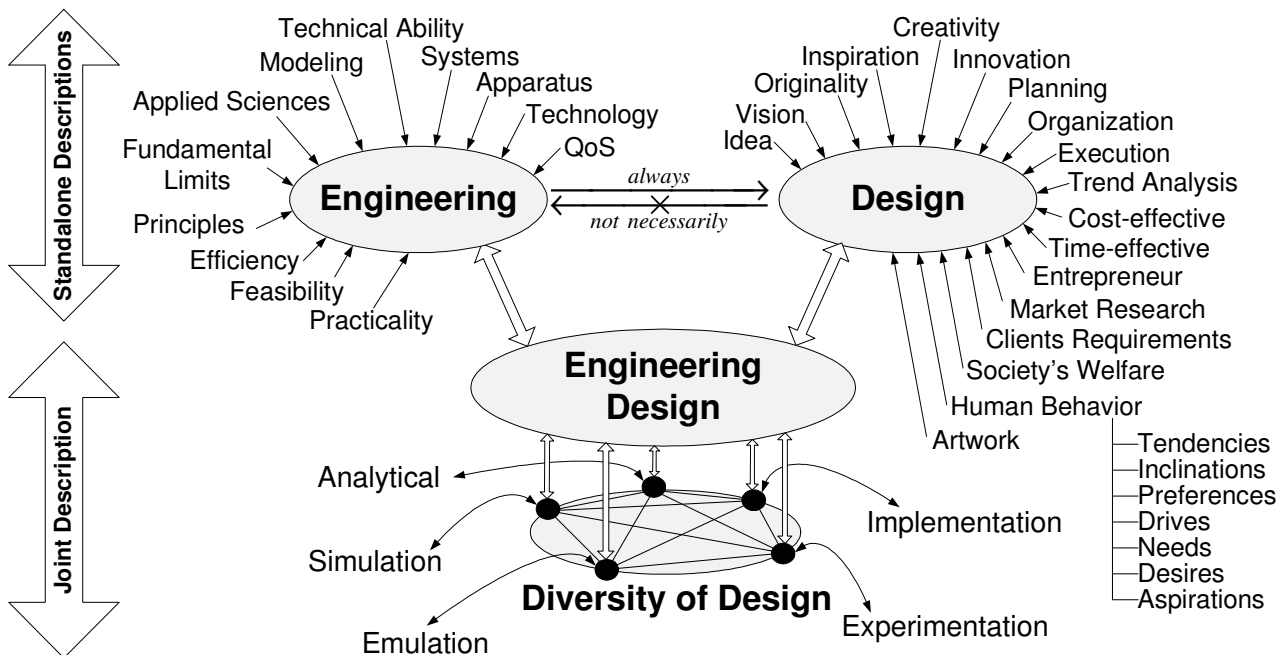 Standalone Descriptions
Technical Ability
Modeling
Systems
Apparatus
Applied Sciences
Technology
QoS
Fundamental
Limits
Principles
Efficiency
Feasibility
Practicality
Engineering
always
not necessarily
Creativity
Inspiration
Innovation
Originality
Planning
Vision
Organization
Idea
Execution
Trend Analysis
Cost-effective
Time-effective
Entrepreneur
Market Research
Clients Requirements
Society's Welfare
Human Behavior
Artwork
Design
Tendencies
Inclinations
Preferences
Drives
Needs
Desires
Aspirations
Joint Description
Engineering
Design
Analytical
Simulation
Emulation
Implementation
Experimentation
Diversity of Design